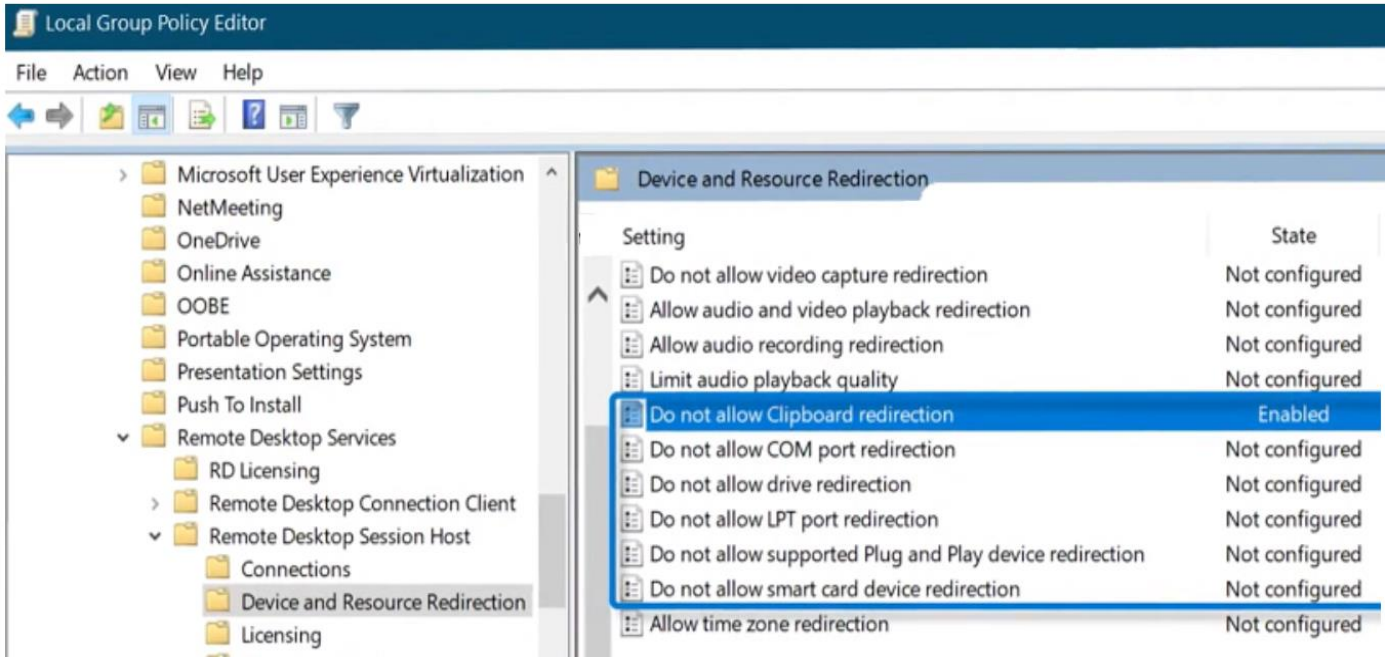 Local Group Policy Editor
File Action View Help
Microsoft User Experience Virtualization
NetMeeting
OneDrive
Online Assistance
OOBE
Portable Operating System
Presentation Settings
Push To Install
Remote Desktop Services
RD Licensing
Remote Desktop Connection Client
Remote Desktop Session Host
Connections
Device and Resource Redirection
Licensing
Device and Resource Redirection
Setting State
Do not allow video capture redirection Not configured
Allow audio and video playback redirection Not configured
Allow audio recording redirection Not configured
Limit audio playback quality Not configured
Do not allow Clipboard redirection Enabled
Do not allow COM port redirection Not configured
Do not allow drive redirection Not configured
Do not allow LPT port redirection Not configured
Do not allow supported Plug and Play device redirection Not configured
Do not allow smart card device redirection Not configured
Allow time zone redirection Not configured